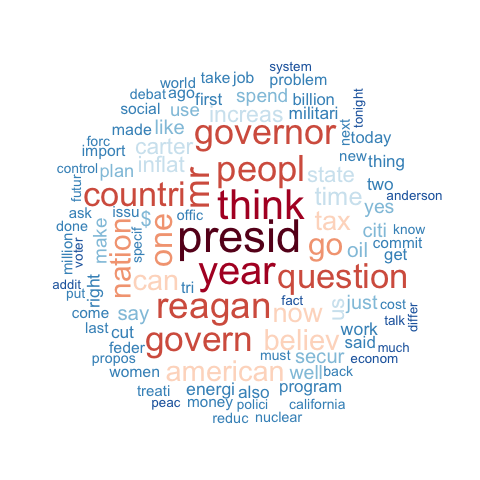 system
world take job problem
debat ago first spend billion
social use increas militari tonight
made like governor next today
forc carter mr peopl new thing
import inflat state
control plan countri think time two anderson
futur issu $ offic tax yes
ask one presid citi know
done make specif go oil commit
million nation year question get
voter right can tri fact us just cost
addit put reagan now talk differ
come say govern believ work said much
last cut must secur econom
feder american well back
propos women energi also program
treati money polici california
peac reduc nuclear